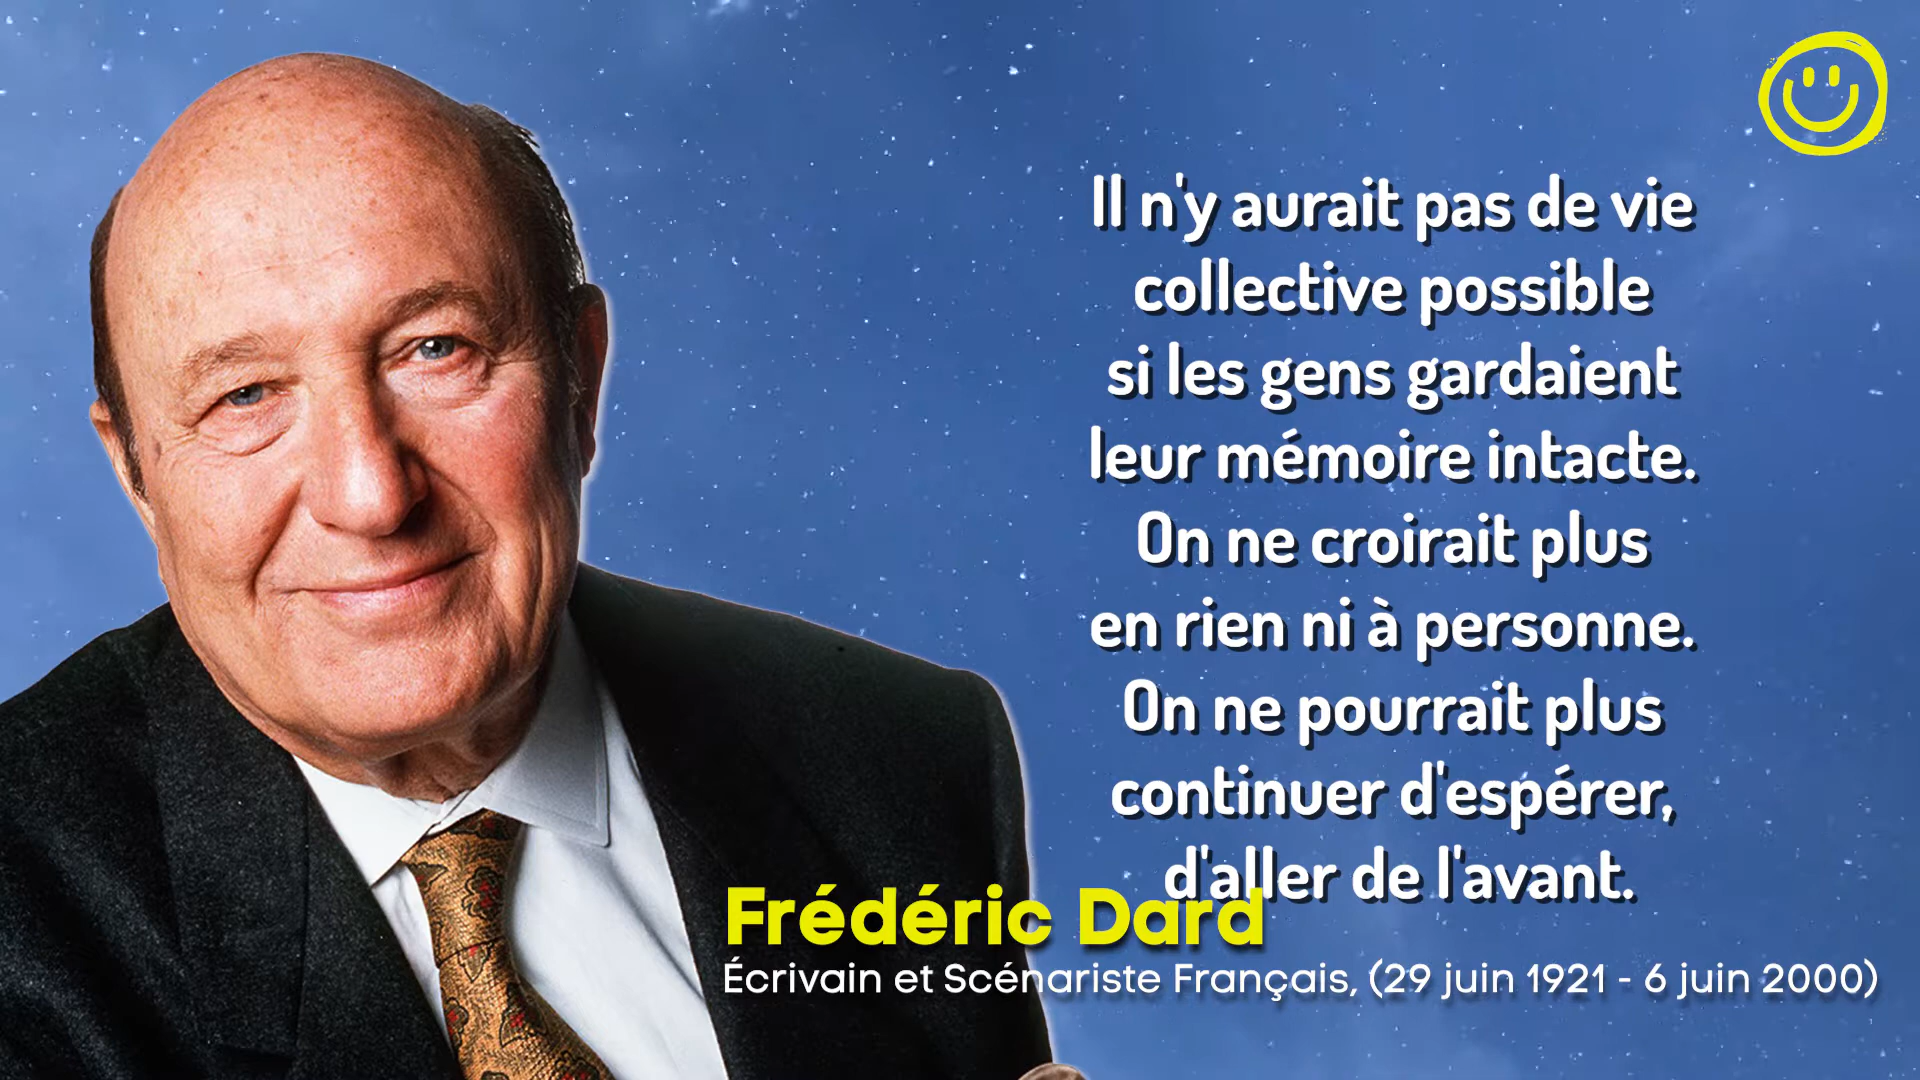 Il n'y aurait pas de vie
collective possible
si les gens gardaient
leur mémoire intacte.
On ne croirait plus
en rien ni à personne.
On ne pourrait plus
continuer d'espérer,
d'aller de l'avant.
Frédéric Dard
Écrivain et Scénariste Français, (29 juin 1921 - 6 juin 2000)